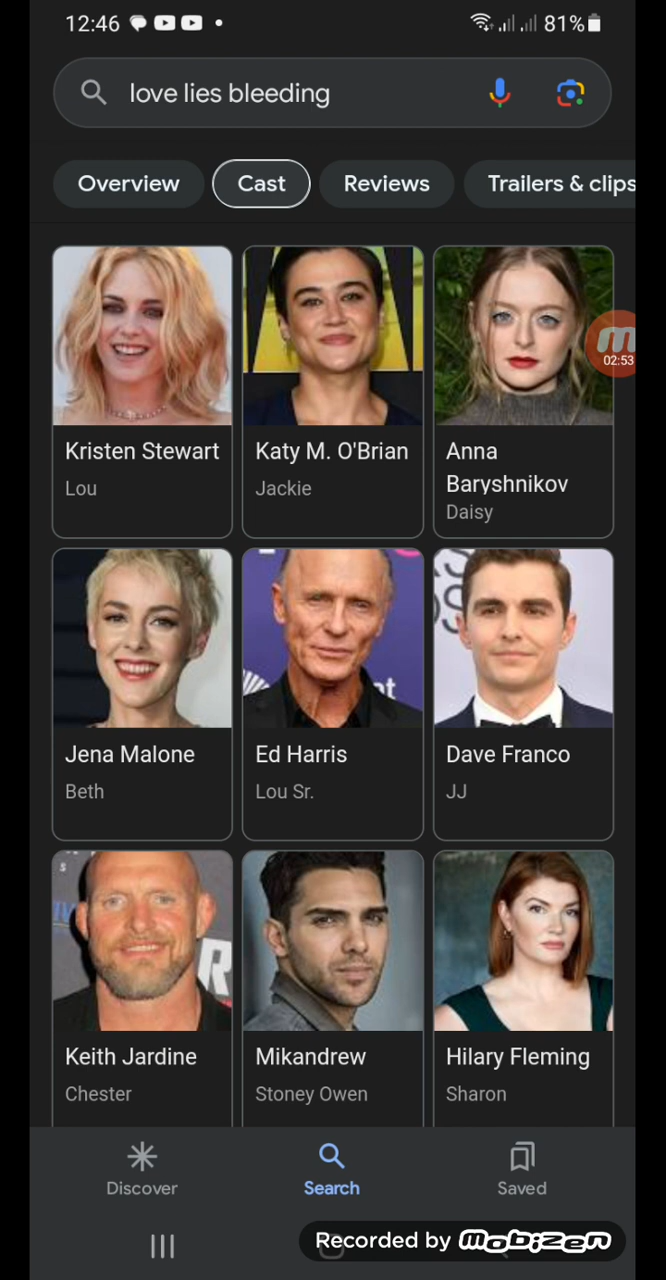 12:46 81%
love lies bleeding
Overview Cast Reviews Trailers & clips
m
02:53
Kristen Stewart Katy M. O'Brian Anna Baryshnikov
Lou Jackie Daisy
Jena Malone Ed Harris Dave Franco
Beth Lou Sr. JJ
Keith Jardine Mikandrew Hilary Fleming
Chester Stoney Owen Sharon
Discover Search Saved
Recorded by mobizen